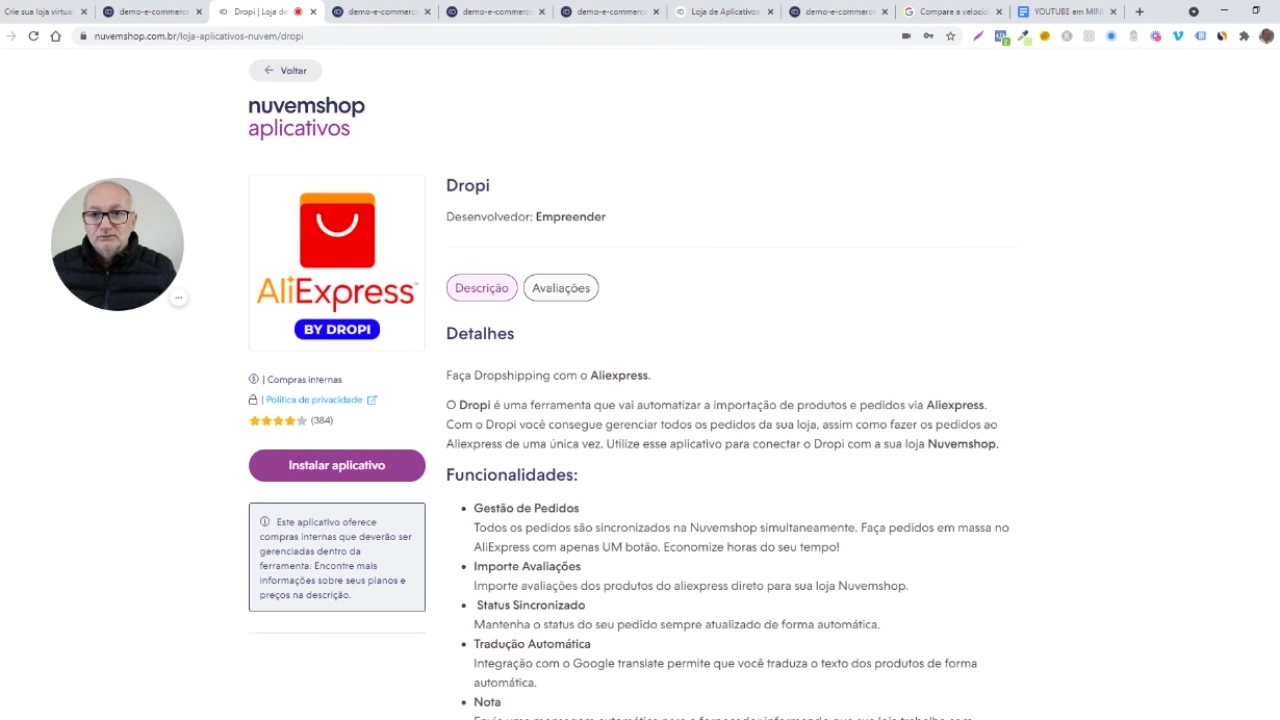 Crie sua loja virtu
demo-e-commerc
Dropi | Loja de
demo-e-commerc
demo-e-commerc
demo-e-commerc
Loja de Aplicativos
demo-e-commerc
Compare a velocid
YOUTUBE em MIN
nuvemshop.com.br/loja-aplicativos-nuvem/dropi
Voltar
nuvemshop
aplicativos
AliExpress
BY DROPI
| Compras Internas
| Política de privacidade
(384)
Instalar aplicativo
Este aplicativo oferece
compras internas que deverão ser
gerenciadas dentro da
ferramenta. Encontre mais
informações sobre seus planos e
preços na descrição.
Dropi
Desenvolvedor: Empreender
Descrição
Avaliações
Detalhes
Faça Dropshipping com o Aliexpress.
O Dropi é uma ferramenta que vai automatizar a importação de produtos e pedidos via Aliexpress.
Com o Dropi você consegue gerenciar todos os pedidos da sua loja, assim como fazer os pedidos ao
Aliexpress de uma única vez. Utilize esse aplicativo para conectar o Dropi com a sua loja Nuvemshop.
Funcionalidades:
• Gestão de Pedidos
Todos os pedidos são sincronizados na Nuvemshop simultaneamente. Faça pedidos em massa no
AliExpress com apenas UM botão. Economize horas do seu tempo!
• Importe Avaliações
Importe avaliações dos produtos do aliexpress direto para sua loja Nuvemshop.
• Status Sincronizado
Mantenha o status do seu pedido sempre atualizado de forma automática.
• Tradução Automática
Integração com o Google translate permite que você traduza o texto dos produtos de forma
automática.
• Nota